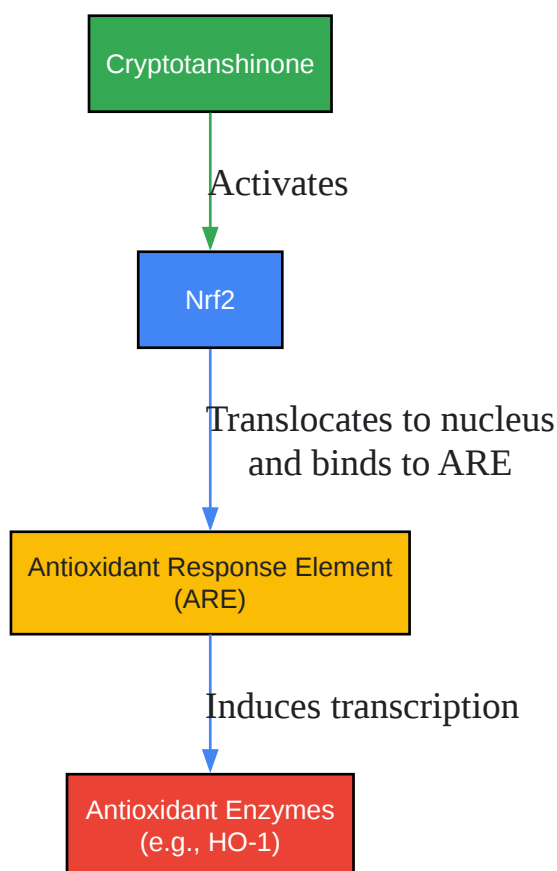 Cryptotanshinone
Activates
Nrf2
Translocates to nucleus
and binds to ARE
Antioxidant Response Element
(ARE)
Induces transcription
Antioxidant Enzymes
(e.g., HO-1)